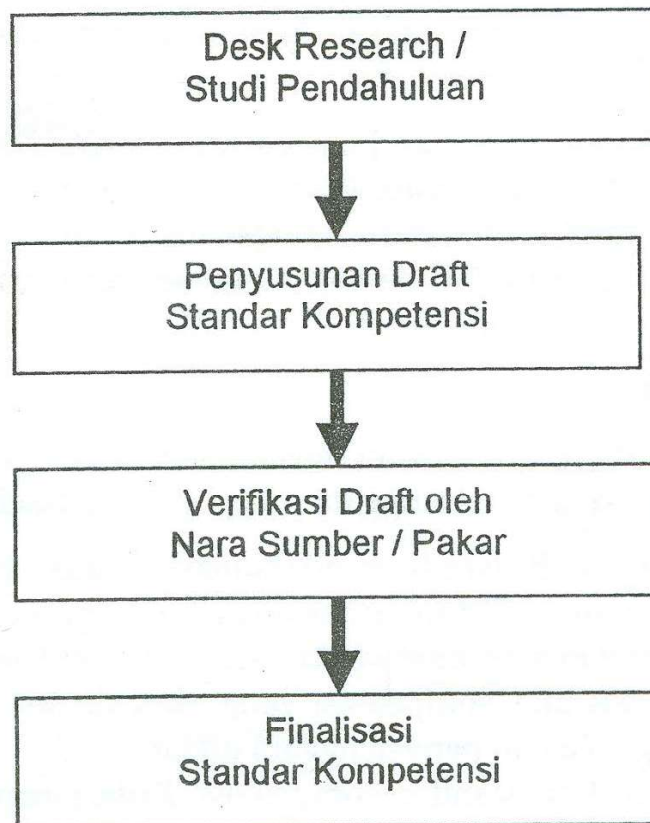 Desk Research /
Studi Pendahuluan
Penyusunan Draft
Standar Kompetensi
Verifikasi Draft oleh
Nara Sumber / Pakar
Finalisasi
Standar Kompetensi